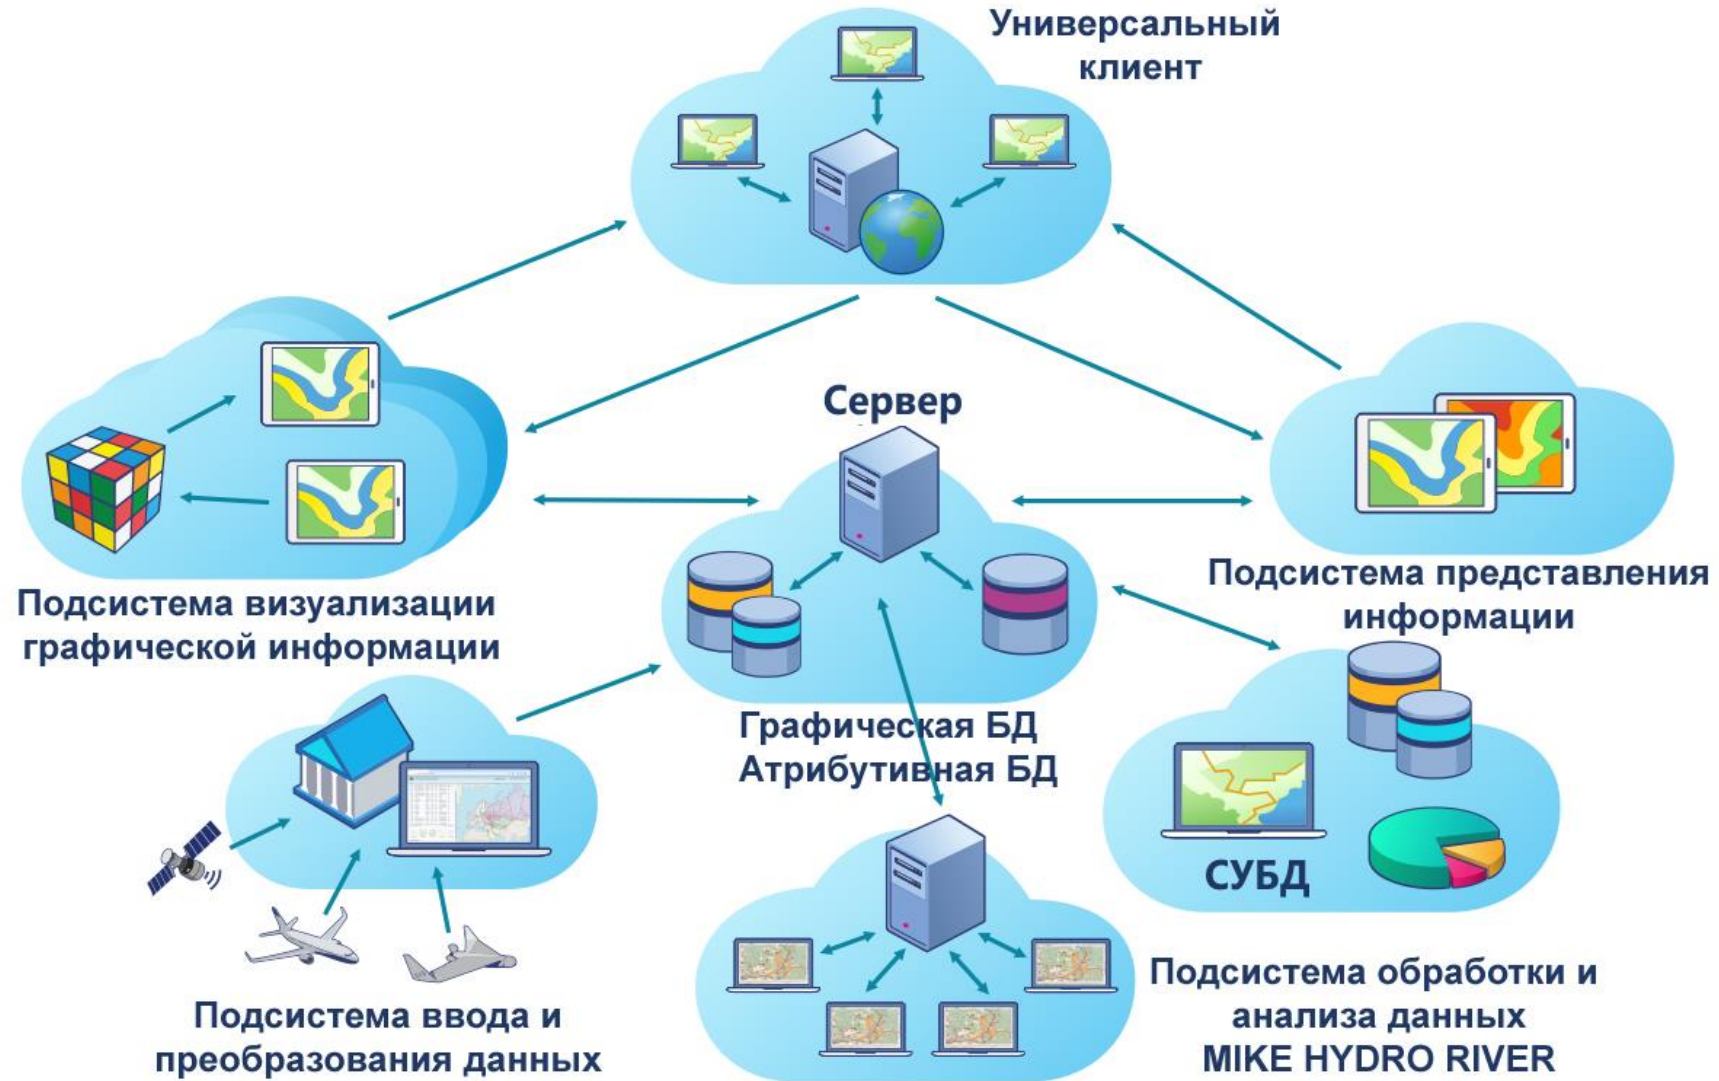 Универсальный
клиент
Сервер
Подсистема визуализации
графической информации
Подсистема представления
информации
Графическая БД
Атрибутивная БД
СУБД
Подсистема ввода и
преобразования данных
Подсистема обработки и
анализа данных
MIKE HYDRO RIVER